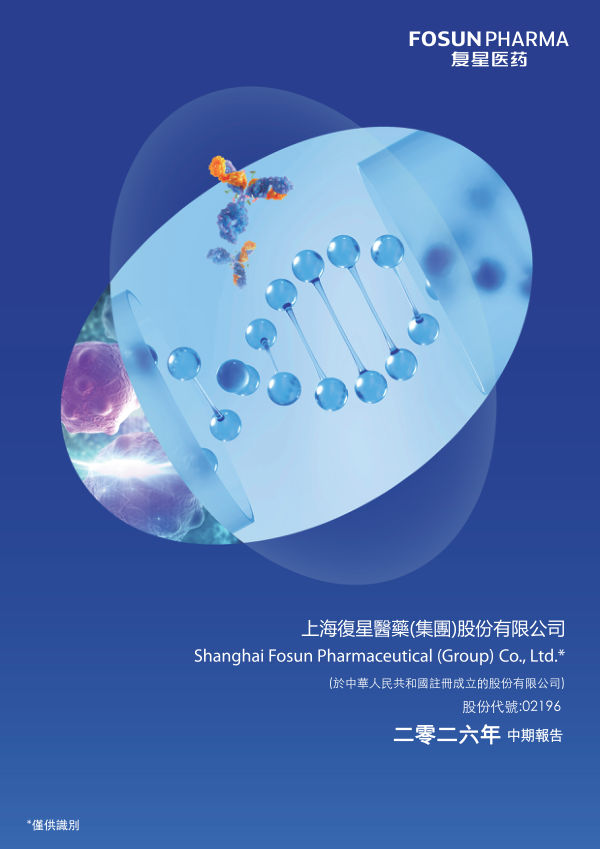 FOSUN PHARMA
复星医药
上海復星醫藥(集團)股份有限公司
Shanghai Fosun Pharmaceutical (Group) Co., Ltd.*
(於中華人民共和國註冊成立的股份有限公司)
股份代號:02196
二零二六年 中期報告
*僅供識別